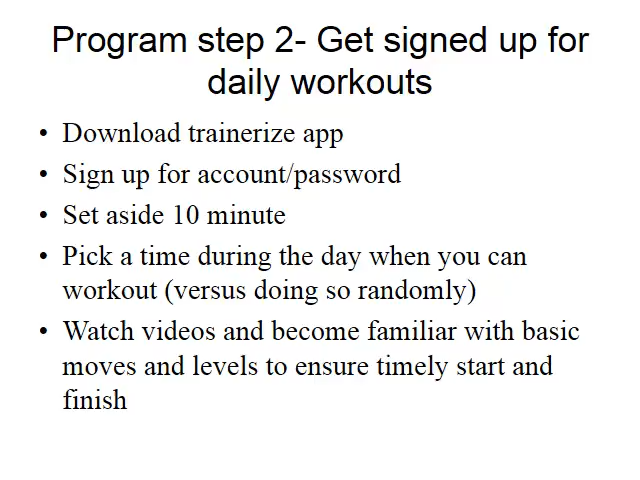 Program step 2- Get signed up for
daily workouts
• Download trainerize app
• Sign up for account/password
• Set aside 10 minute
• Pick a time during the day when you can
workout (versus doing so randomly)
• Watch videos and become familiar with basic
moves and levels to ensure timely start and
finish